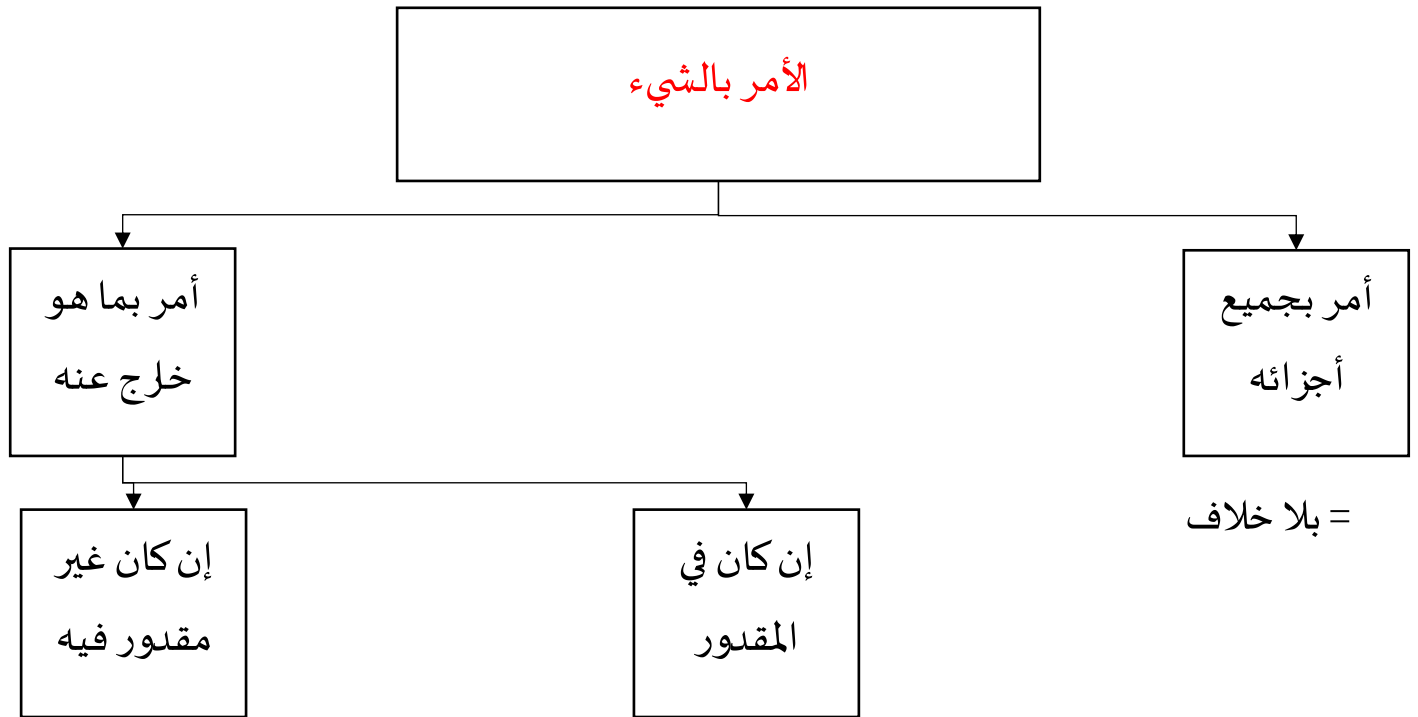 الأمر بالشيء
أمر بجميع
أجزائه
= بلا خلاف
أمر بما هو
خارج عنه
إن كان في
المقدور
إن كان غير
مقدور فيه